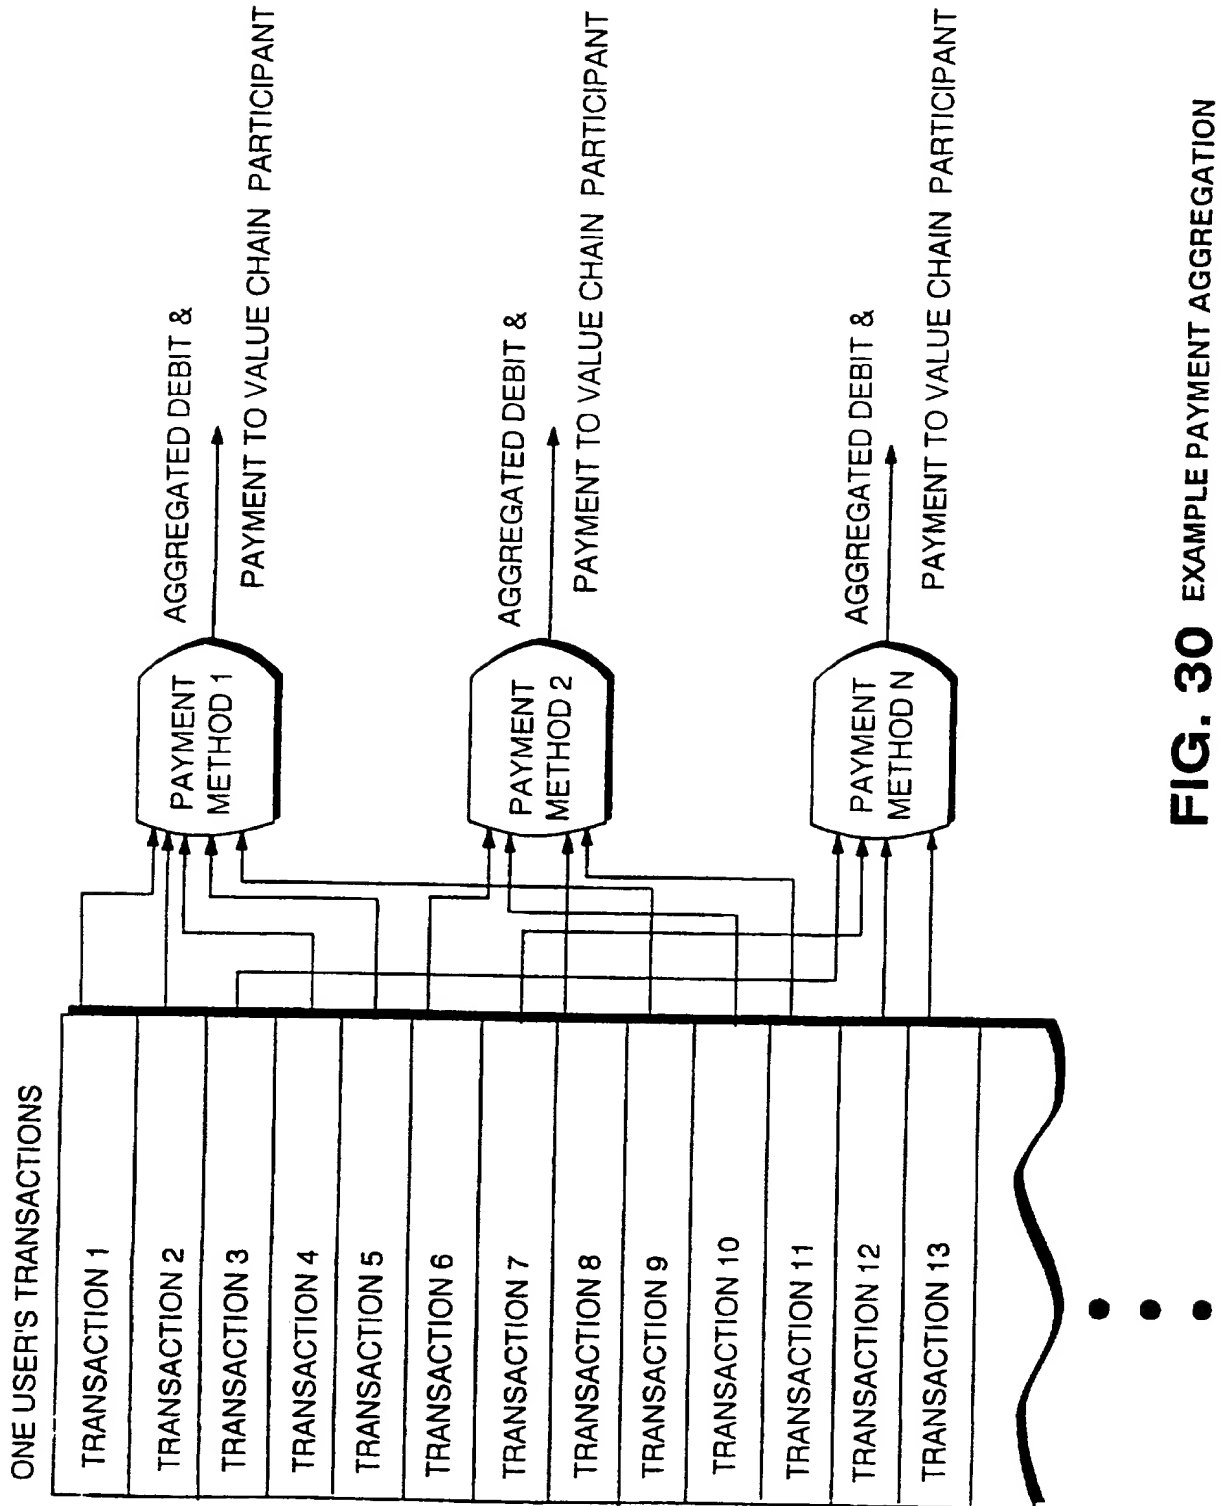 ONE USER'S TRANSACTIONS
TRANSACTION 1
TRANSACTION 2
TRANSACTION 3
TRANSACTION 4
TRANSACTION 5
TRANSACTION 6
TRANSACTION 7
TRANSACTION 8
TRANSACTION 9
TRANSACTION 10
TRANSACTION 11
TRANSACTION 12
TRANSACTION 13
PAYMENT
METHOD 1
AGGREGATED DEBIT &
PAYMENT TO VALUE CHAIN PARTICIPANT
PAYMENT
METHOD 2
AGGREGATED DEBIT &
PAYMENT TO VALUE CHAIN PARTICIPANT
PAYMENT
METHOD N
AGGREGATED DEBIT &
PAYMENT TO VALUE CHAIN PARTICIPANT
FIG. 30 EXAMPLE PAYMENT AGGREGATION